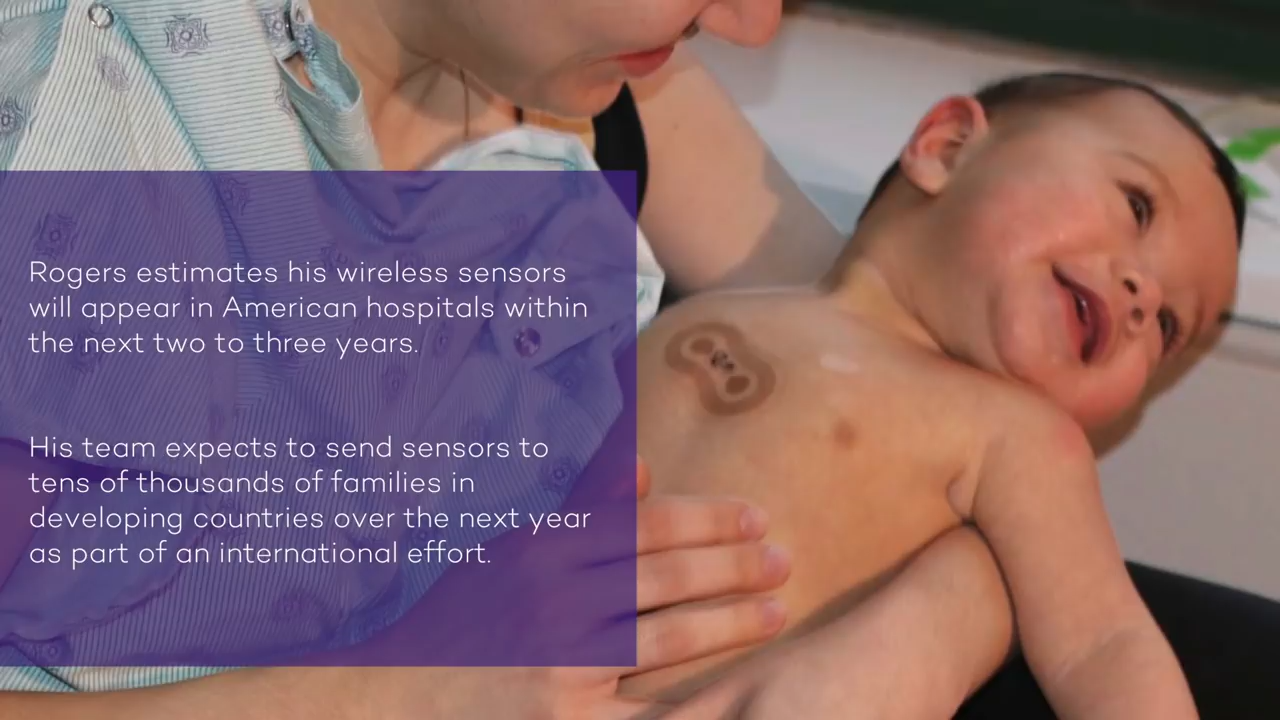 Rogers estimates his wireless sensors
will appear in American hospitals within
the next two to three years.
His team expects to send sensors to
tens of thousands of families in
developing countries over the next year
as part of an international effort.